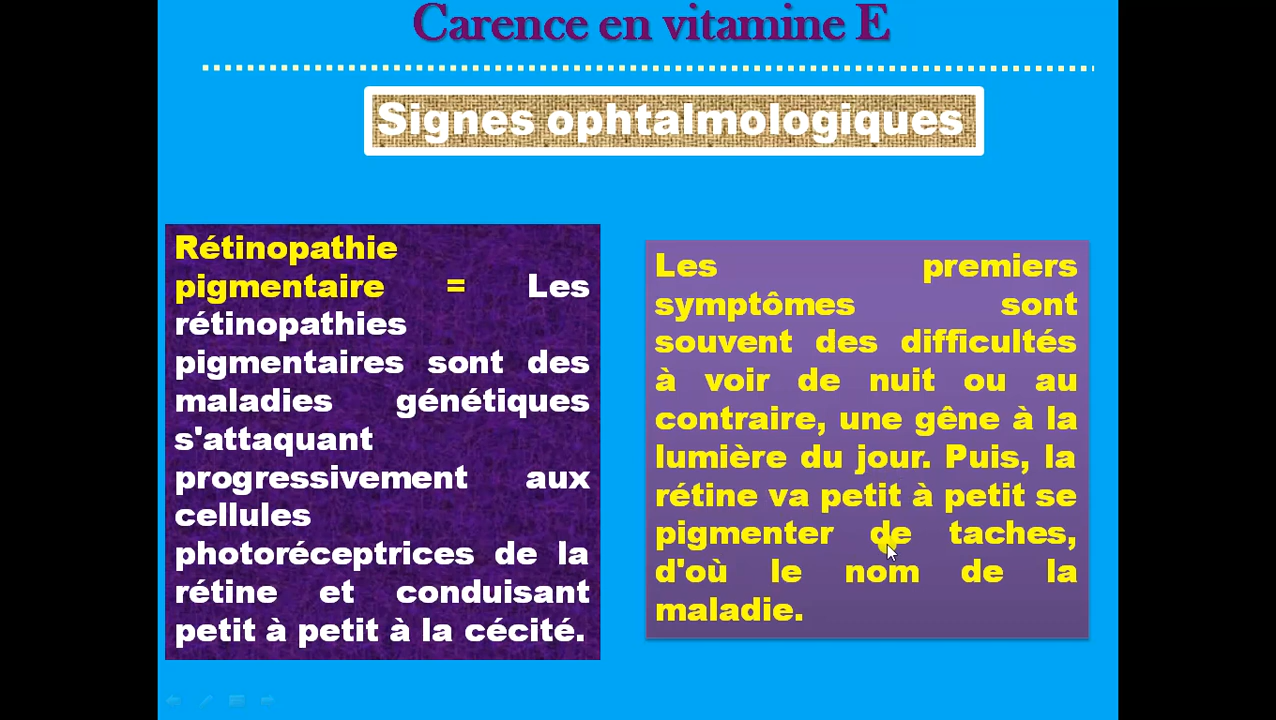 Carence en vitamine E
Signes ophtalmologiques
Rétinopathie
pigmentaire = Les
rétinopathies
pigmentaires sont des
maladies génétiques
s'attaquant
progressivement aux
cellules
photoréceptrices de la
rétine et conduisant
petit à petit à la cécité.
Les premiers
symptômes sont
souvent des difficultés
à voir de nuit ou au
contraire, une gêne à la
lumière du jour. Puis, la
rétine va petit à petit se
pigmenter de taches,
d'où le nom de la
maladie.